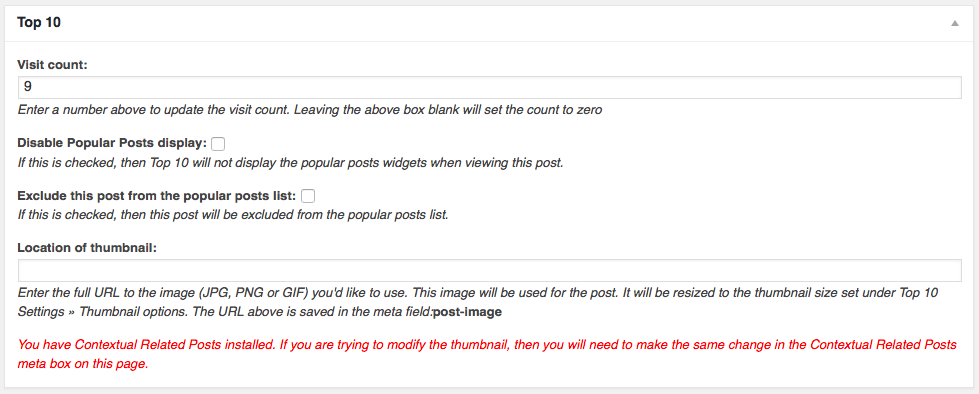 Top 10
Visit count:
9
Enter a number above to update the visit count. Leaving the above box blank will set the count to zero
Disable Popular Posts display:
If this is checked, then Top 10 will not display the popular posts widgets when viewing this post.
Exclude this post from the popular posts list:
If this is checked, then this post will be excluded from the popular posts list.
Location of thumbnail:
Enter the full URL to the image (JPG, PNG or GIF) you'd like to use. This image will be used for the post. It will be resized to the thumbnail size set under Top 10
Settings » Thumbnail options. The URL above is saved in the meta field:post-image
You have Contextual Related Posts installed. If you are trying to modify the thumbnail, then you will need to make the same change in the Contextual Related Posts
meta box on this page.